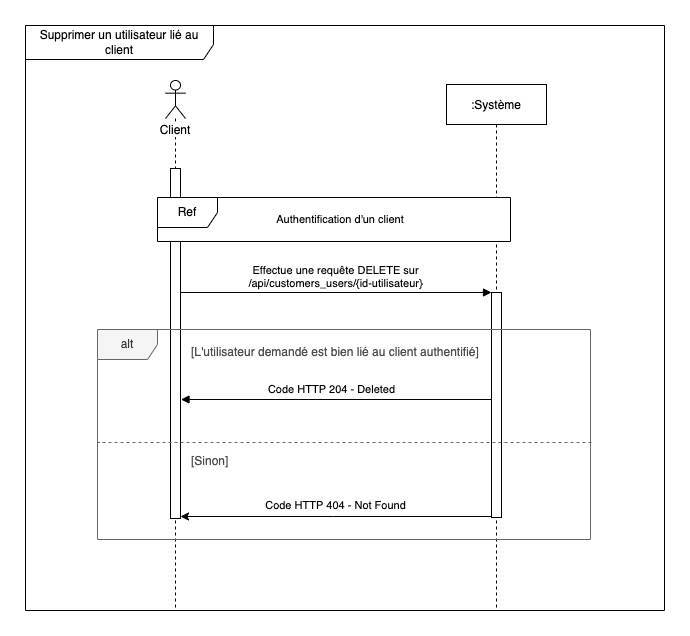 Supprimer un utilisateur lié au
client
Client
:Système
Ref
Authentification d'un client
Effectue une requête DELETE sur
/api/customers_users/{id-utilisateur}
alt
[L'utilisateur demandé est bien lié au client authentifié]
Code HTTP 204 - Deleted
[Sinon]
Code HTTP 404 - Not Found